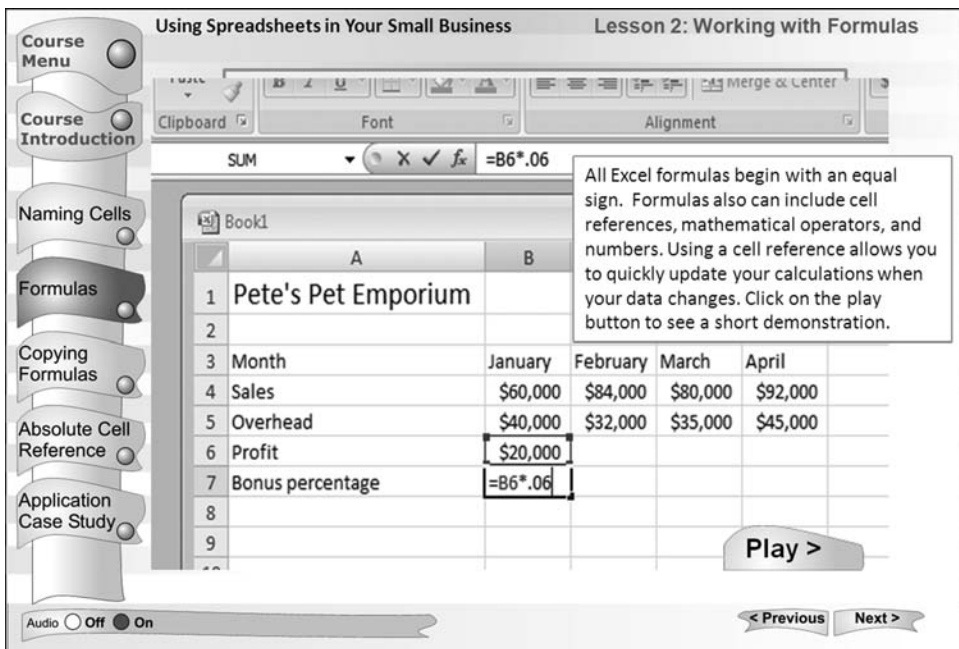 Using Spreadsheets in Your Small Business
Lesson 2: Working with Formulas
Course
Menu
Course
Introduction
Naming Cells
Formulas
Copying
Formulas
Absolute Cell
Reference
Application
Case Study
B I U A Merge & Center
Clipboard Font Alignment
SUM fx =B6*.06
All Excel formulas begin with an equal
sign. Formulas also can include cell
references, mathematical operators, and
numbers. Using a cell reference allows you
to quickly update your calculations when
your data changes. Click on the play
button to see a short demonstration.
Book1
A B
1 Pete's Pet Emporium
2
3 Month January February March April
4 Sales $60,000 $84,000 $80,000 $92,000
5 Overhead $40,000 $32,000 $35,000 $45,000
6 Profit $20,000
7 Bonus percentage =B6*.06
8
9
Play >
Audio Off On
< Previous Next >